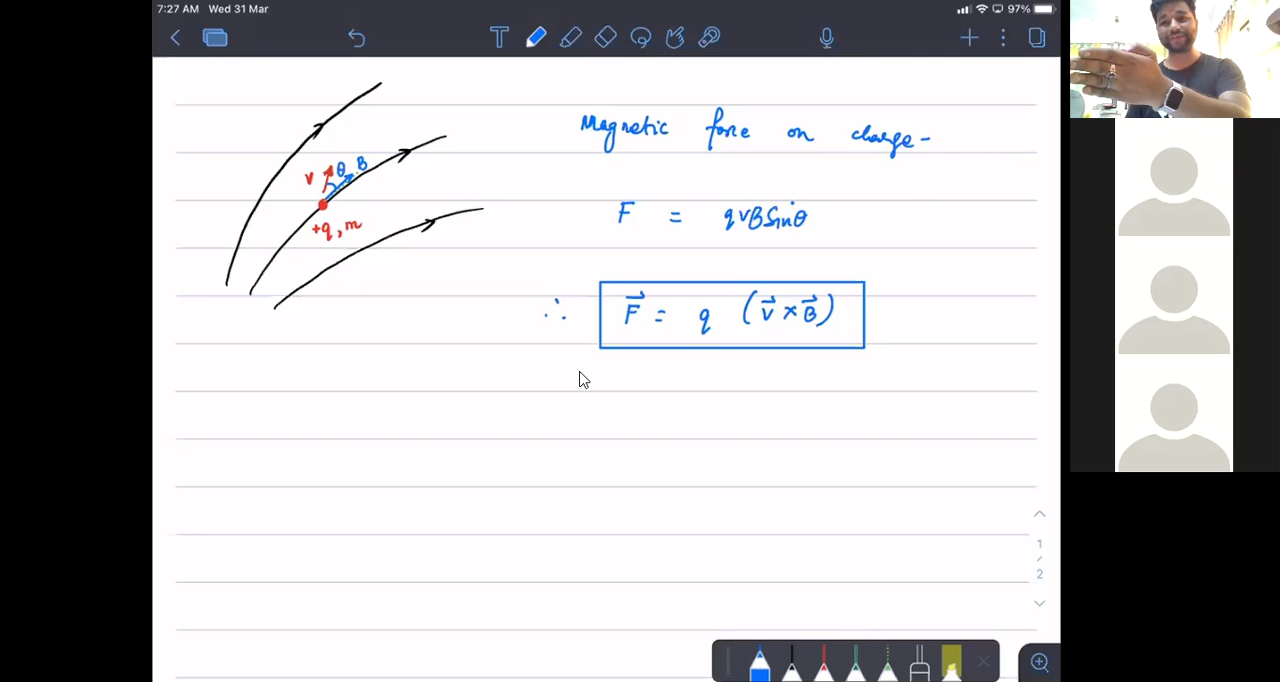 7:27 AM Wed 31 Mar
97%
T
Magnetic force on charge-
v θ B
+q, m
F = qvBSinθ
∴ F⃗ = q (v⃗ × B⃗)
1
2